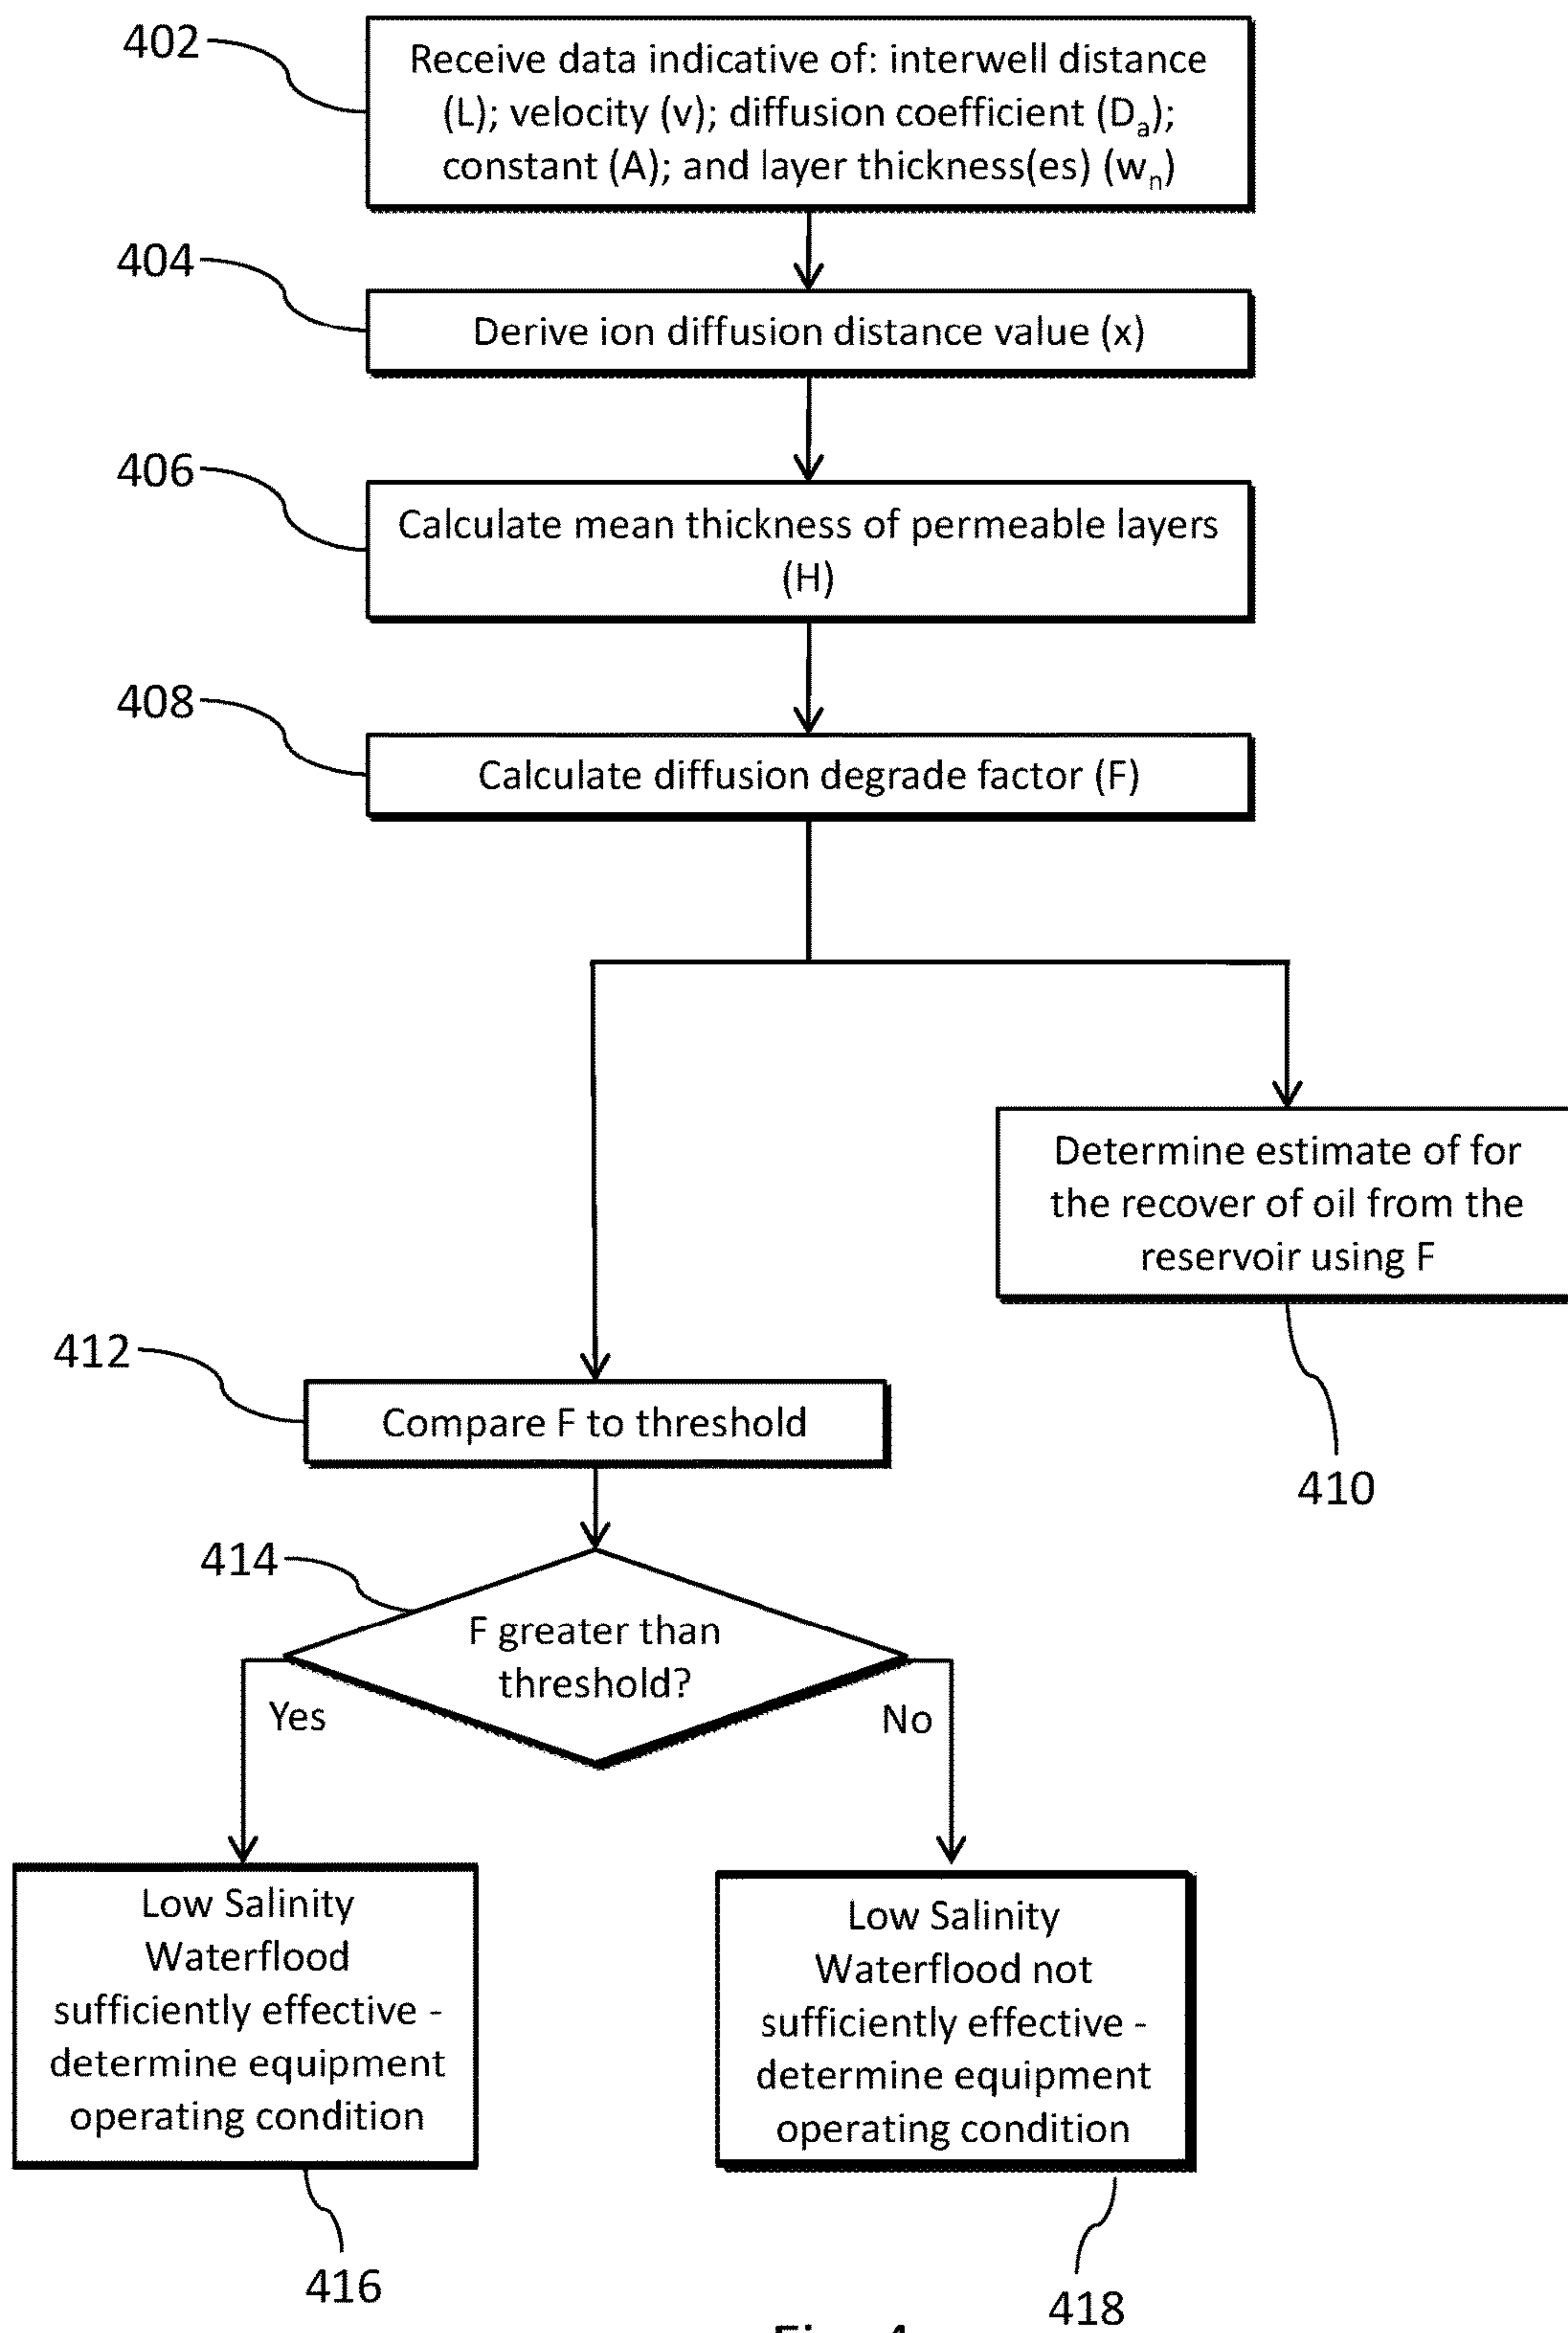 402
Receive data indicative of: interwell distance
(L); velocity (v); diffusion coefficient (Da);
constant (A); and layer thickness(es) (wn)
404
Derive ion diffusion distance value (x)
406
Calculate mean thickness of permeable layers
(H)
408
Calculate diffusion degrade factor (F)
Determine estimate of for
the recover of oil from the
reservoir using F
410
412
Compare F to threshold
414
F greater than
threshold?
Yes
No
Low Salinity
Waterflood
sufficiently effective -
determine equipment
operating condition
416
Low Salinity
Waterflood not
sufficiently effective -
determine equipment
operating condition
418